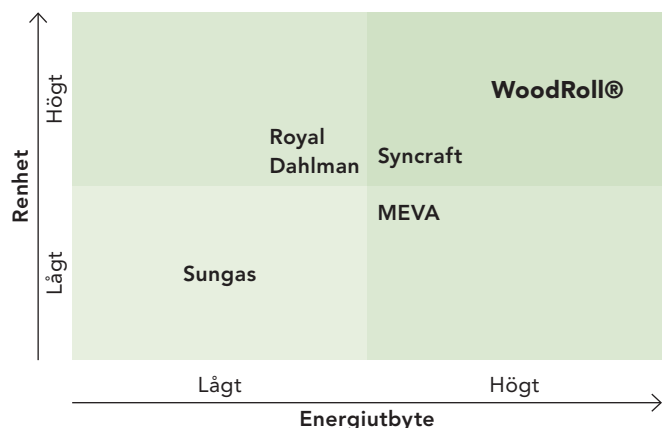 Renhet
Högt
Lågt
WoodRoll®
Royal
Dahlman
Syncraft
MEVA
Sungas
Lågt
Högt
Energiutbyte